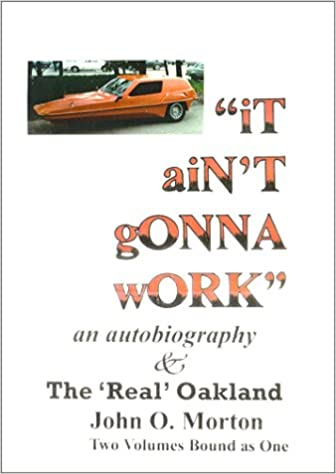 “iT
aiN’T
gONNA
wORK”
an autobiography
&
The ‘Real’ Oakland
John O. Morton
Two Volumes Bound as One